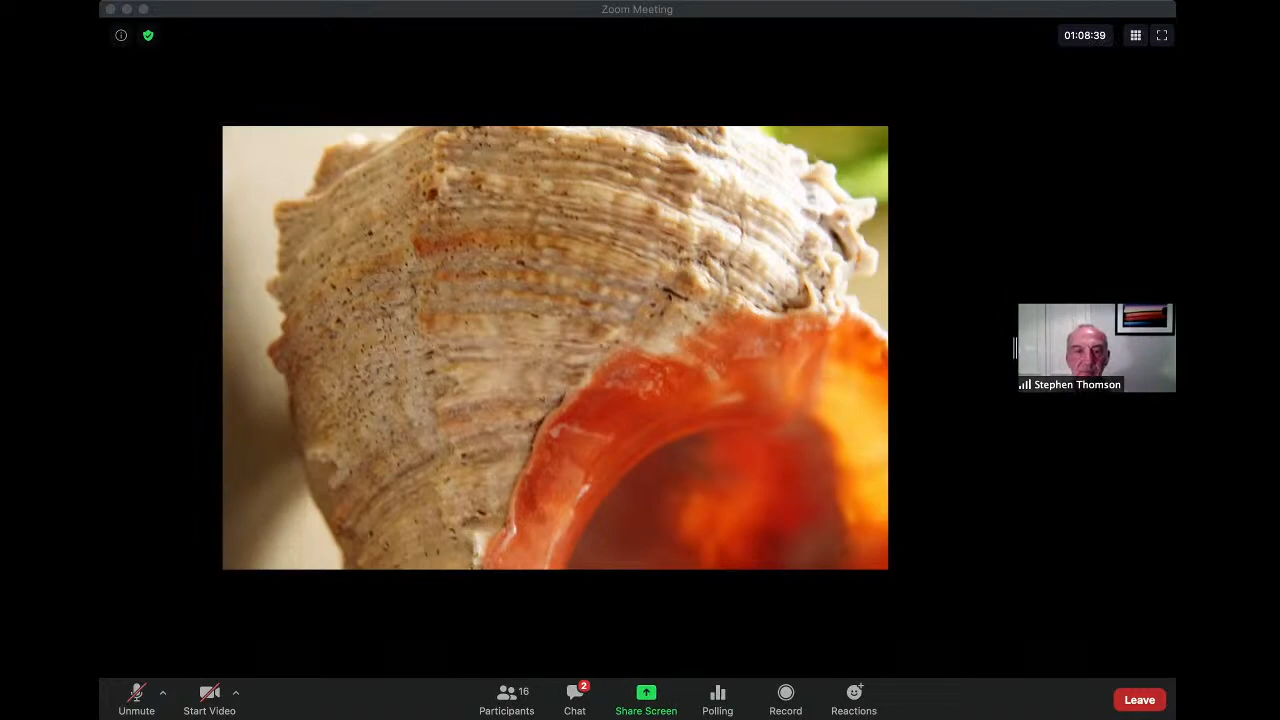 Zoom Meeting
01:08:39
Stephen Thomson
16
2
Unmute
Start Video
Participants
Chat
Share Screen
Polling
Record
Reactions
Leave